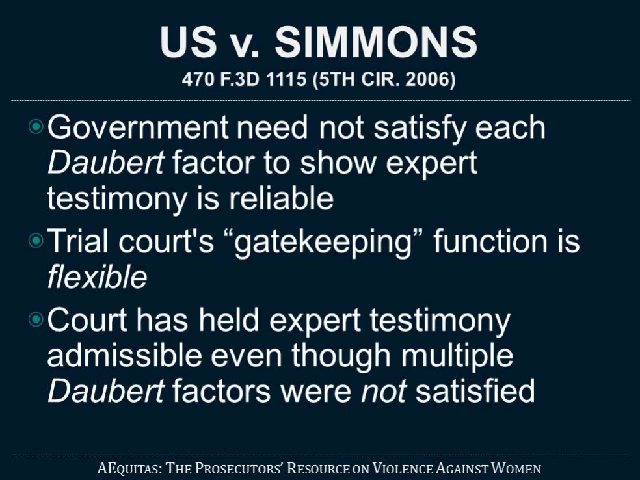 US v. SIMMONS
470 F.3D 1115 (5TH CIR. 2006)
Government need not satisfy each
Daubert factor to show expert
testimony is reliable
Trial court's “gatekeeping” function is
flexible
Court has held expert testimony
admissible even though multiple
Daubert factors were not satisfied
AEQUITAS: THE PROSECUTORS’ RESOURCE ON VIOLENCE AGAINST WOMEN